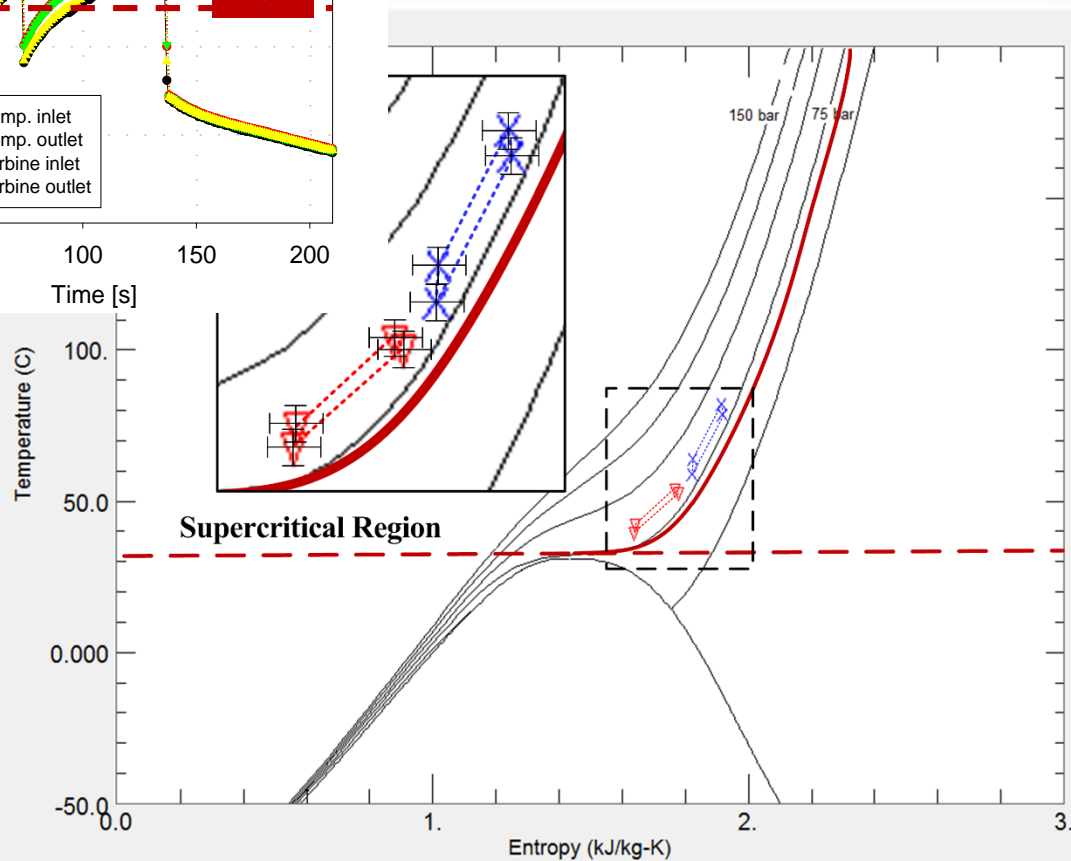 mp. inlet
mp. outlet
rbine inlet
rbine outlet
100 150 200
Time [s]
150 bar 75 bar
100.
50.0
0.000
-50.0
Temperature (C)
Supercritical Region
0.0 1. 2. 3.
Entropy (kJ/kg-K)